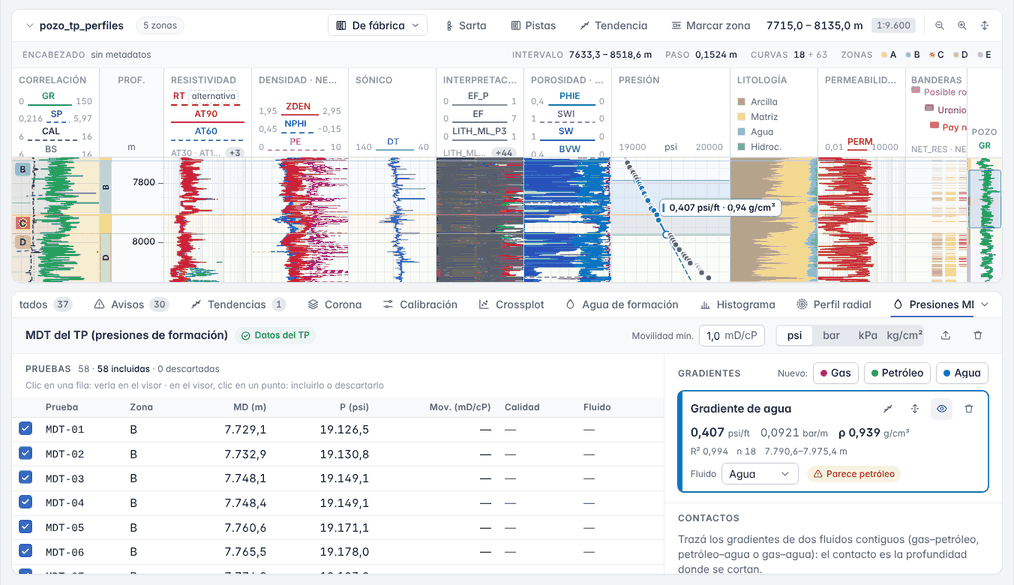 pozo_tp_perfiles 5 zonas De fábrica Sarta Pistas Tendencia Marcar zona 7715,0 – 8135,0 m 1:9.600
ENCABEZADO sin metadatos INTERVALO 7633,3 – 8518,6 m PASO 0,1524 m CURVAS 18 + 63 ZONAS A B C D E
CORRELACIÓN PROF. RESISTIVIDAD DENSIDAD · NE... SÓNICO INTERPRETAC... POROSIDAD · ... PRESIÓN LITOLOGÍA PERMEABILID... BANDERAS
0 GR 150
0,216 SP 5,97
6 CAL 16
6 BS 16
m
RT alternativa
AT90
AT60
AT30 · AT1... +3
1,95 ZDEN 2,95
0,45 NPHI -0,15
0 PE 10
140 DT 40
0 EF_P 1
0 EF 7
0 LITH_ML_P3 1
LITH_ML... +44
0,4 PHIE 0
1 SWI 0
1 SW 0
0,4 BVW 0
19000 psi 20000
Arcilla
Matriz
Agua
Hidroc.
0,01 PERM 10000
Posible ro
Uranio
Pay n
NET_RES · NE
POZO
GR
B
C
D
B
D
7800
8000
0,407 psi/ft · 0,94 g/cm³
tados 37 Avisos 30 Tendencias 1 Corona Calibración Crossplot Agua de formación Histograma Perfil radial Presiones MI
MDT del TP (presiones de formación) Datos del TP Movilidad mín. 1,0 mD/cP psi bar kPa kg/cm²
PRUEBAS 58 · 58 incluidas · 0 descartadas
Clic en una fila: verla en el visor · en el visor, clic en un punto: incluirlo o descartarlo
Prueba Zona MD (m) P (psi) Mov. (mD/cP) Calidad Fluido
MDT-01 B 7.729,1 19.126,5 — — —
MDT-02 B 7.732,9 19.130,8 — — —
MDT-03 B 7.748,1 19.149,1 — — —
MDT-04 B 7.748,4 19.149,1 — — —
MDT-05 B 7.760,6 19.171,1 — — —
MDT-06 B 7.765,5 19.178,0 — — —
GRADIENTES Nuevo: Gas Petróleo Agua
Gradiente de agua
0,407 psi/ft 0,0921 bar/m ρ 0,939 g/cm³
R² 0,994 n 18 7.790,6–7.975,4 m
Fluido Agua Parece petróleo
CONTACTOS
Trazá los gradientes de dos fluidos contiguos (gas–petróleo,
petróleo–agua o gas–agua): el contacto es la profundidad
donde se cortan.